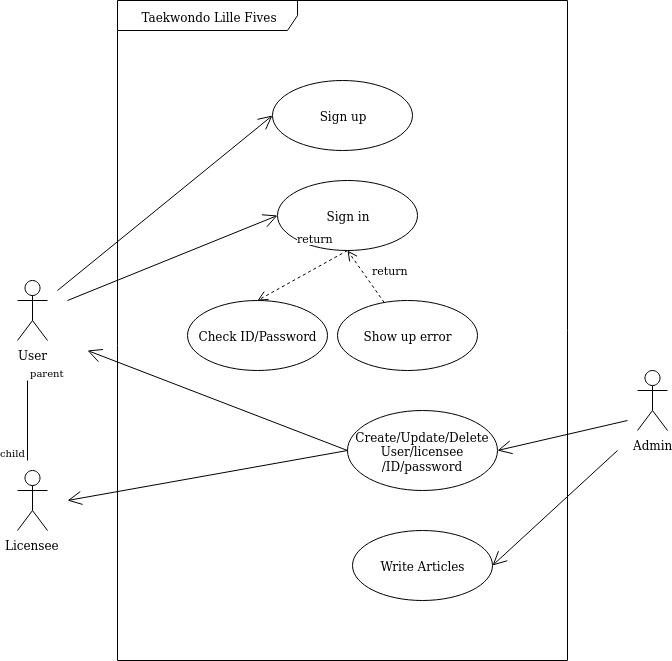 Taekwondo Lille Fives
Sign up
Sign in
return
return
Check ID/Password
Show up error
User
parent
child
Licensee
Create/Update/Delete
User/licensee
/ID/password
Admin
Write Articles